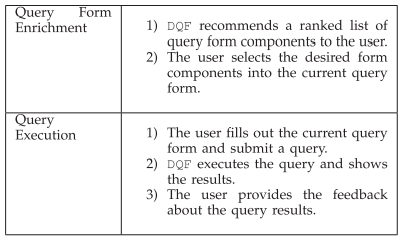 Query Form
Enrichment
1) DQF recommends a ranked list of
query form components to the user.
2) The user selects the desired form
components into the current query
form.
Query
Execution
1) The user fills out the current query
form and submit a query.
2) DQF executes the query and shows
the results.
3) The user provides the feedback
about the query results.